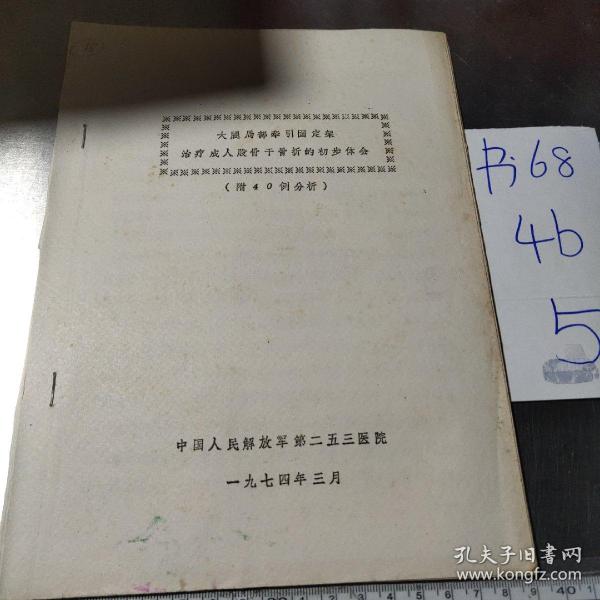 大腿局部牵引固定架
治疗成人股骨干骨折的初步体会
(附40例分析)
中国人民解放军第二五三医院
一九七四年三月
书68
4b
5
孔夫子旧书网
www.kongfz.com
40